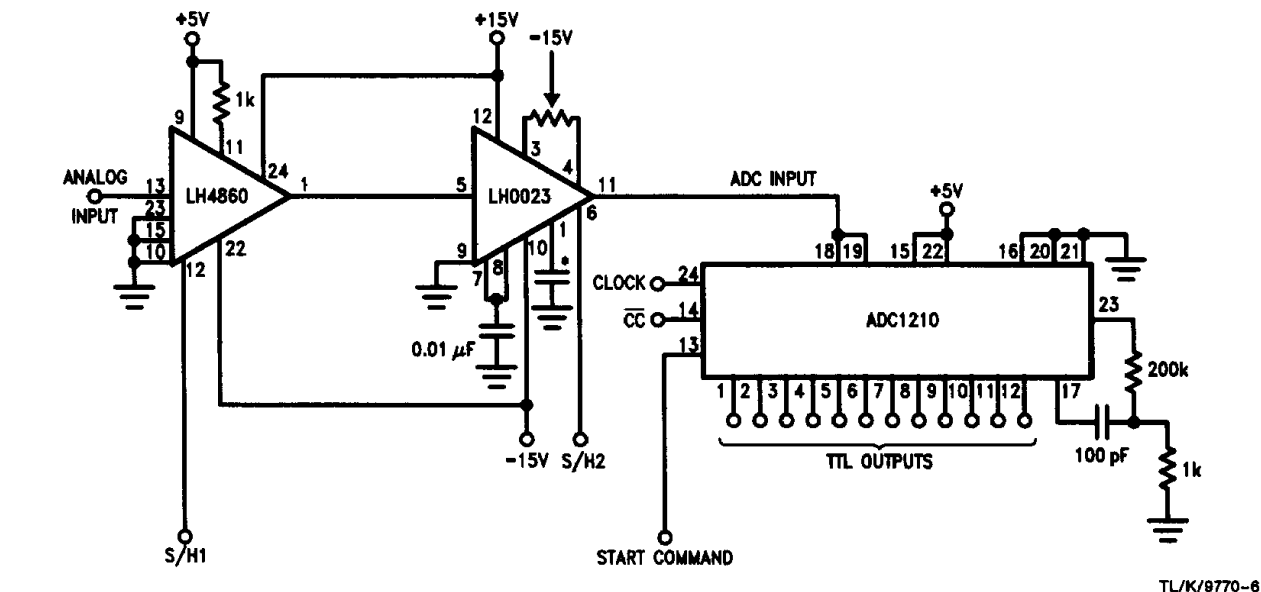 +5V
+15V
-15V
1k
9
11
24
12
3
4
ANALOG
INPUT
13
23
15
10
LH4860
1
22
12
5
LH0023
11
6
9
7
8
10
1
*
0.01 µF
-15V
S/H2
S/H1
ADC INPUT
+5V
18
19
15
22
16
20
21
CLOCK
24
CC
14
13
ADC1210
23
200k
1
2
3
4
5
6
7
8
9
10
11
12
17
TTL OUTPUTS
100 pF
1k
START COMMAND
TL/K/9770-6